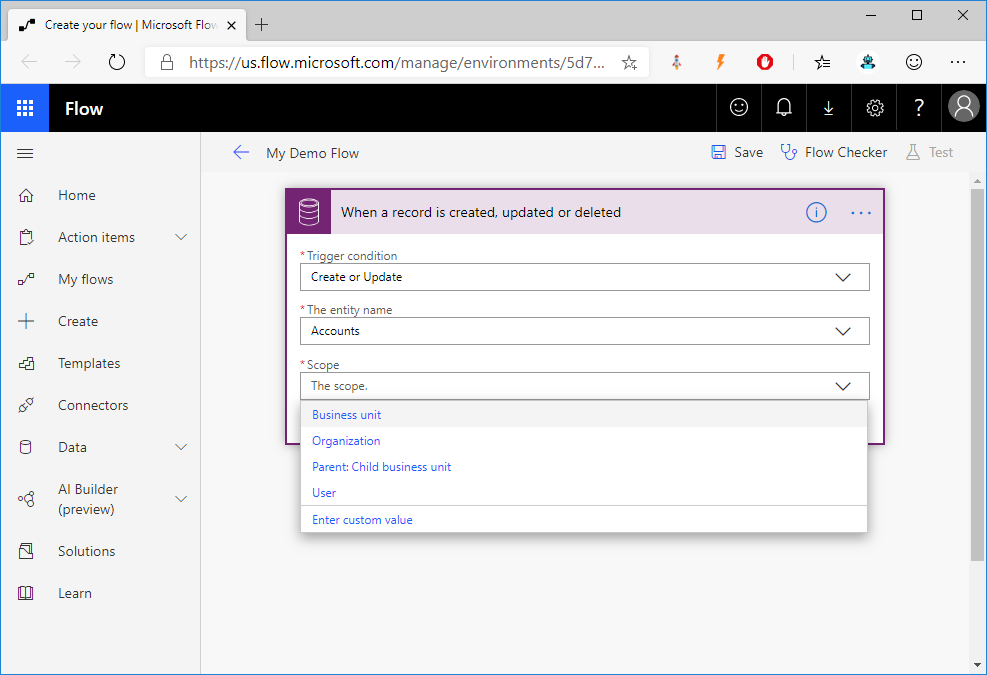 Create your flow | Microsoft Flow
https://us.flow.microsoft.com/manage/environments/5d7...
Flow
?
My Demo Flow
Save
Flow Checker
Test
Home
Action items
My flows
Create
Templates
Connectors
Data
AI Builder
(preview)
Solutions
Learn
When a record is created, updated or deleted
* Trigger condition
Create or Update
* The entity name
Accounts
* Scope
The scope.
Business unit
Organization
Parent: Child business unit
User
Enter custom value